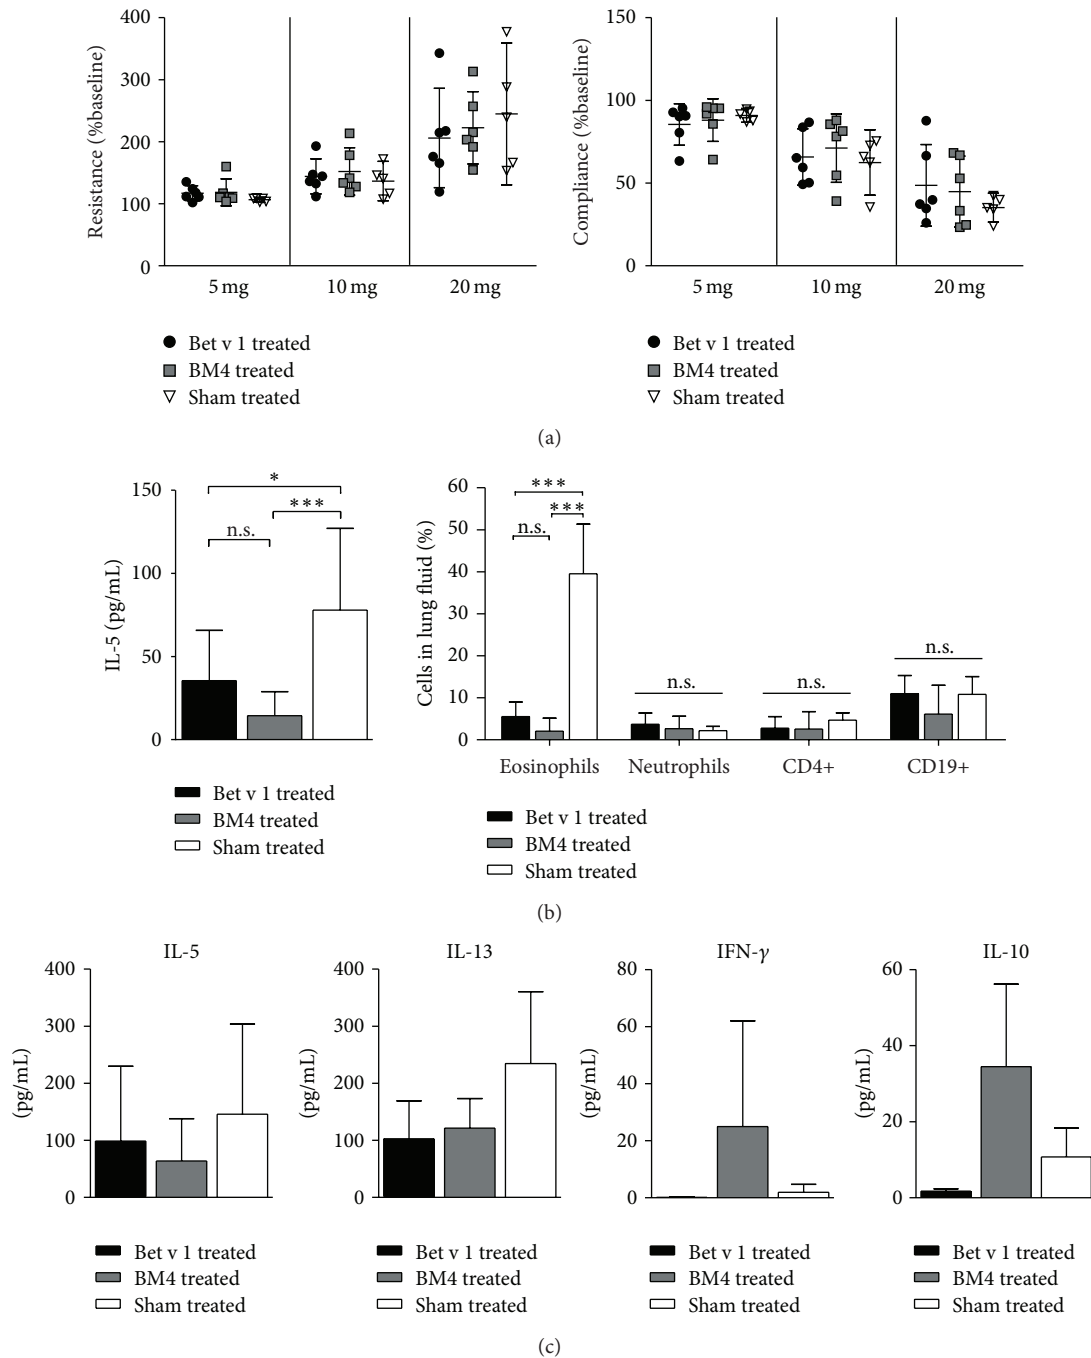 Resistance (%baseline)
400
300
200
100
0
5 mg 10 mg 20 mg
Bet v 1 treated
BM4 treated
Sham treated
Compliance (%baseline)
150
100
50
0
5 mg 10 mg 20 mg
Bet v 1 treated
BM4 treated
Sham treated
(a)
IL-5 (pg/mL)
150
100
50
0
*
***
n.s.
Bet v 1 treated
BM4 treated
Sham treated
Cells in lung fluid (%)
60
50
40
30
20
10
0
***
***
n.s.
n.s.
n.s.
n.s.
Eosinophils Neutrophils CD4+ CD19+
Bet v 1 treated
BM4 treated
Sham treated
(b)
IL-5
(pg/mL)
400
300
200
100
0
Bet v 1 treated
BM4 treated
Sham treated
IL-13
(pg/mL)
400
300
200
100
0
Bet v 1 treated
BM4 treated
Sham treated
IFN-γ
(pg/mL)
80
60
40
20
0
Bet v 1 treated
BM4 treated
Sham treated
IL-10
(pg/mL)
60
40
20
0
Bet v 1 treated
BM4 treated
Sham treated
(c)